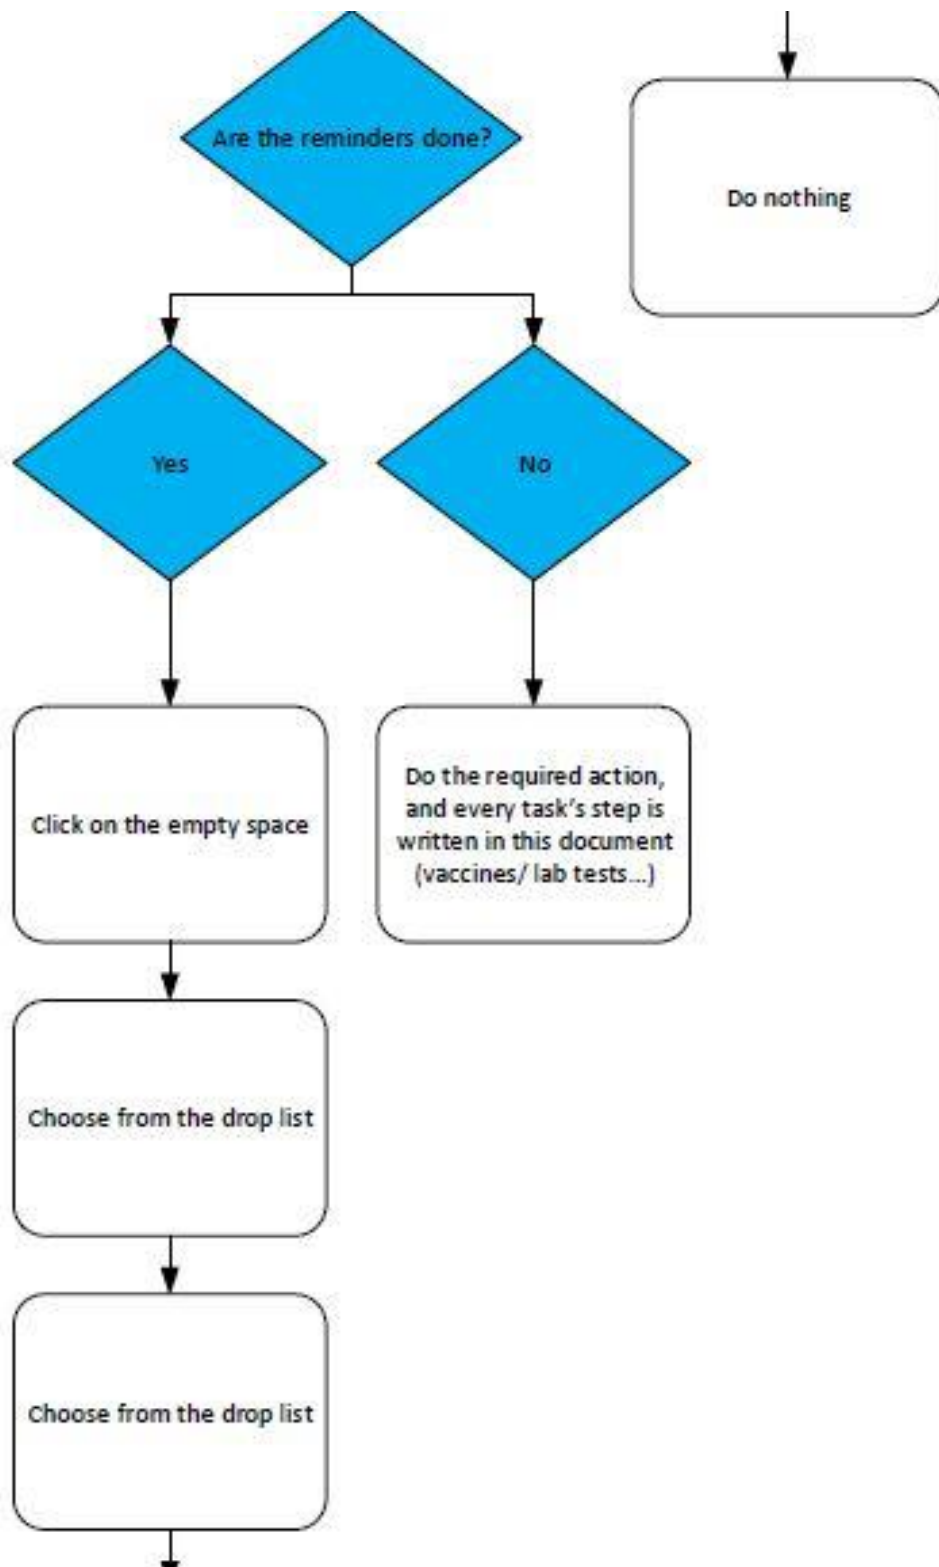 Are the reminders done?
Do nothing
Yes
No
Click on the empty space
Do the required action,
and every task's step is
written in this document
(vaccines/ lab tests...)
Choose from the drop list
Choose from the drop list